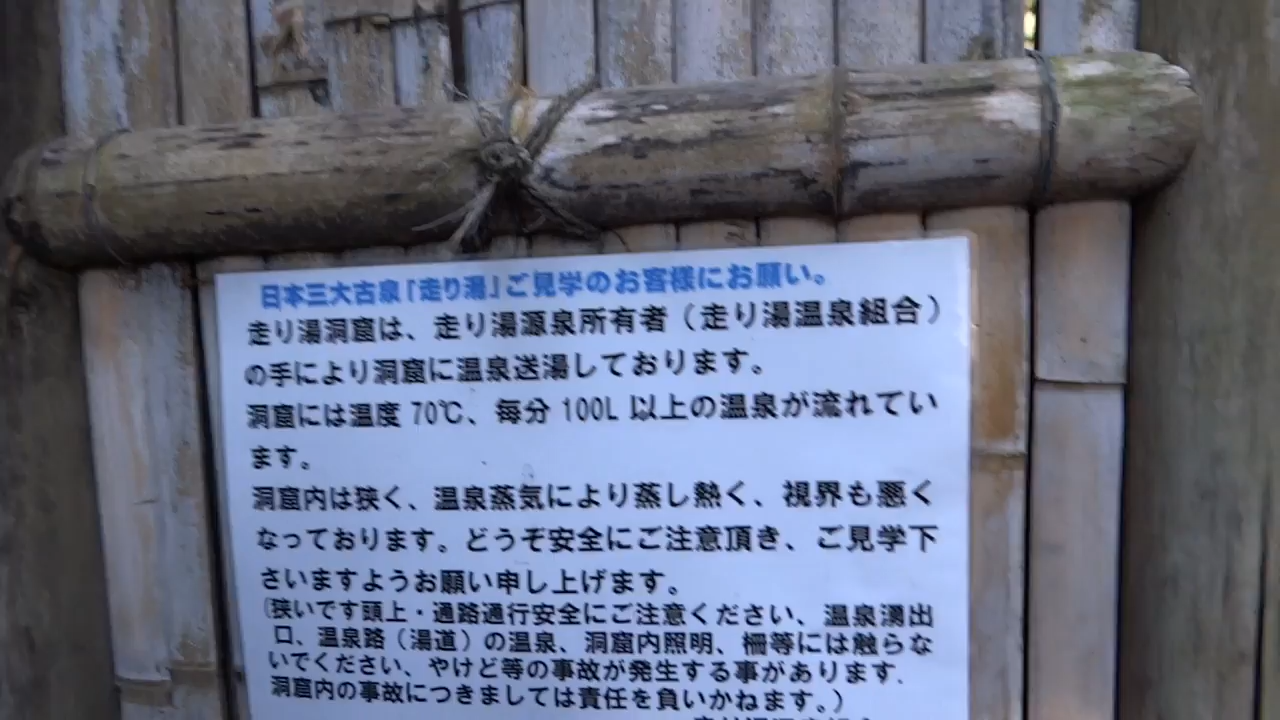 日本三大古泉「走り湯」ご見学のお客様にお願い。
走り湯洞窟は、走り湯源泉所有者（走り湯温泉組合）
の手により洞窟に温泉送湯しております。
洞窟には温度 70℃、毎分 100L 以上の温泉が流れてい
ます。
洞窟内は狭く、温泉蒸気により蒸し熱く、視界も悪く
なっております。どうぞ安全にご注意頂き、ご見学下
さいますようお願い申し上げます。
(狭いです頭上・通路通行安全にご注意ください、温泉湧出
口、温泉路（湯道）の温泉、洞窟内照明、柵等には触らな
いでください、やけど等の事故が発生する事があります.
洞窟内の事故につきましては責任を負いかねます。)